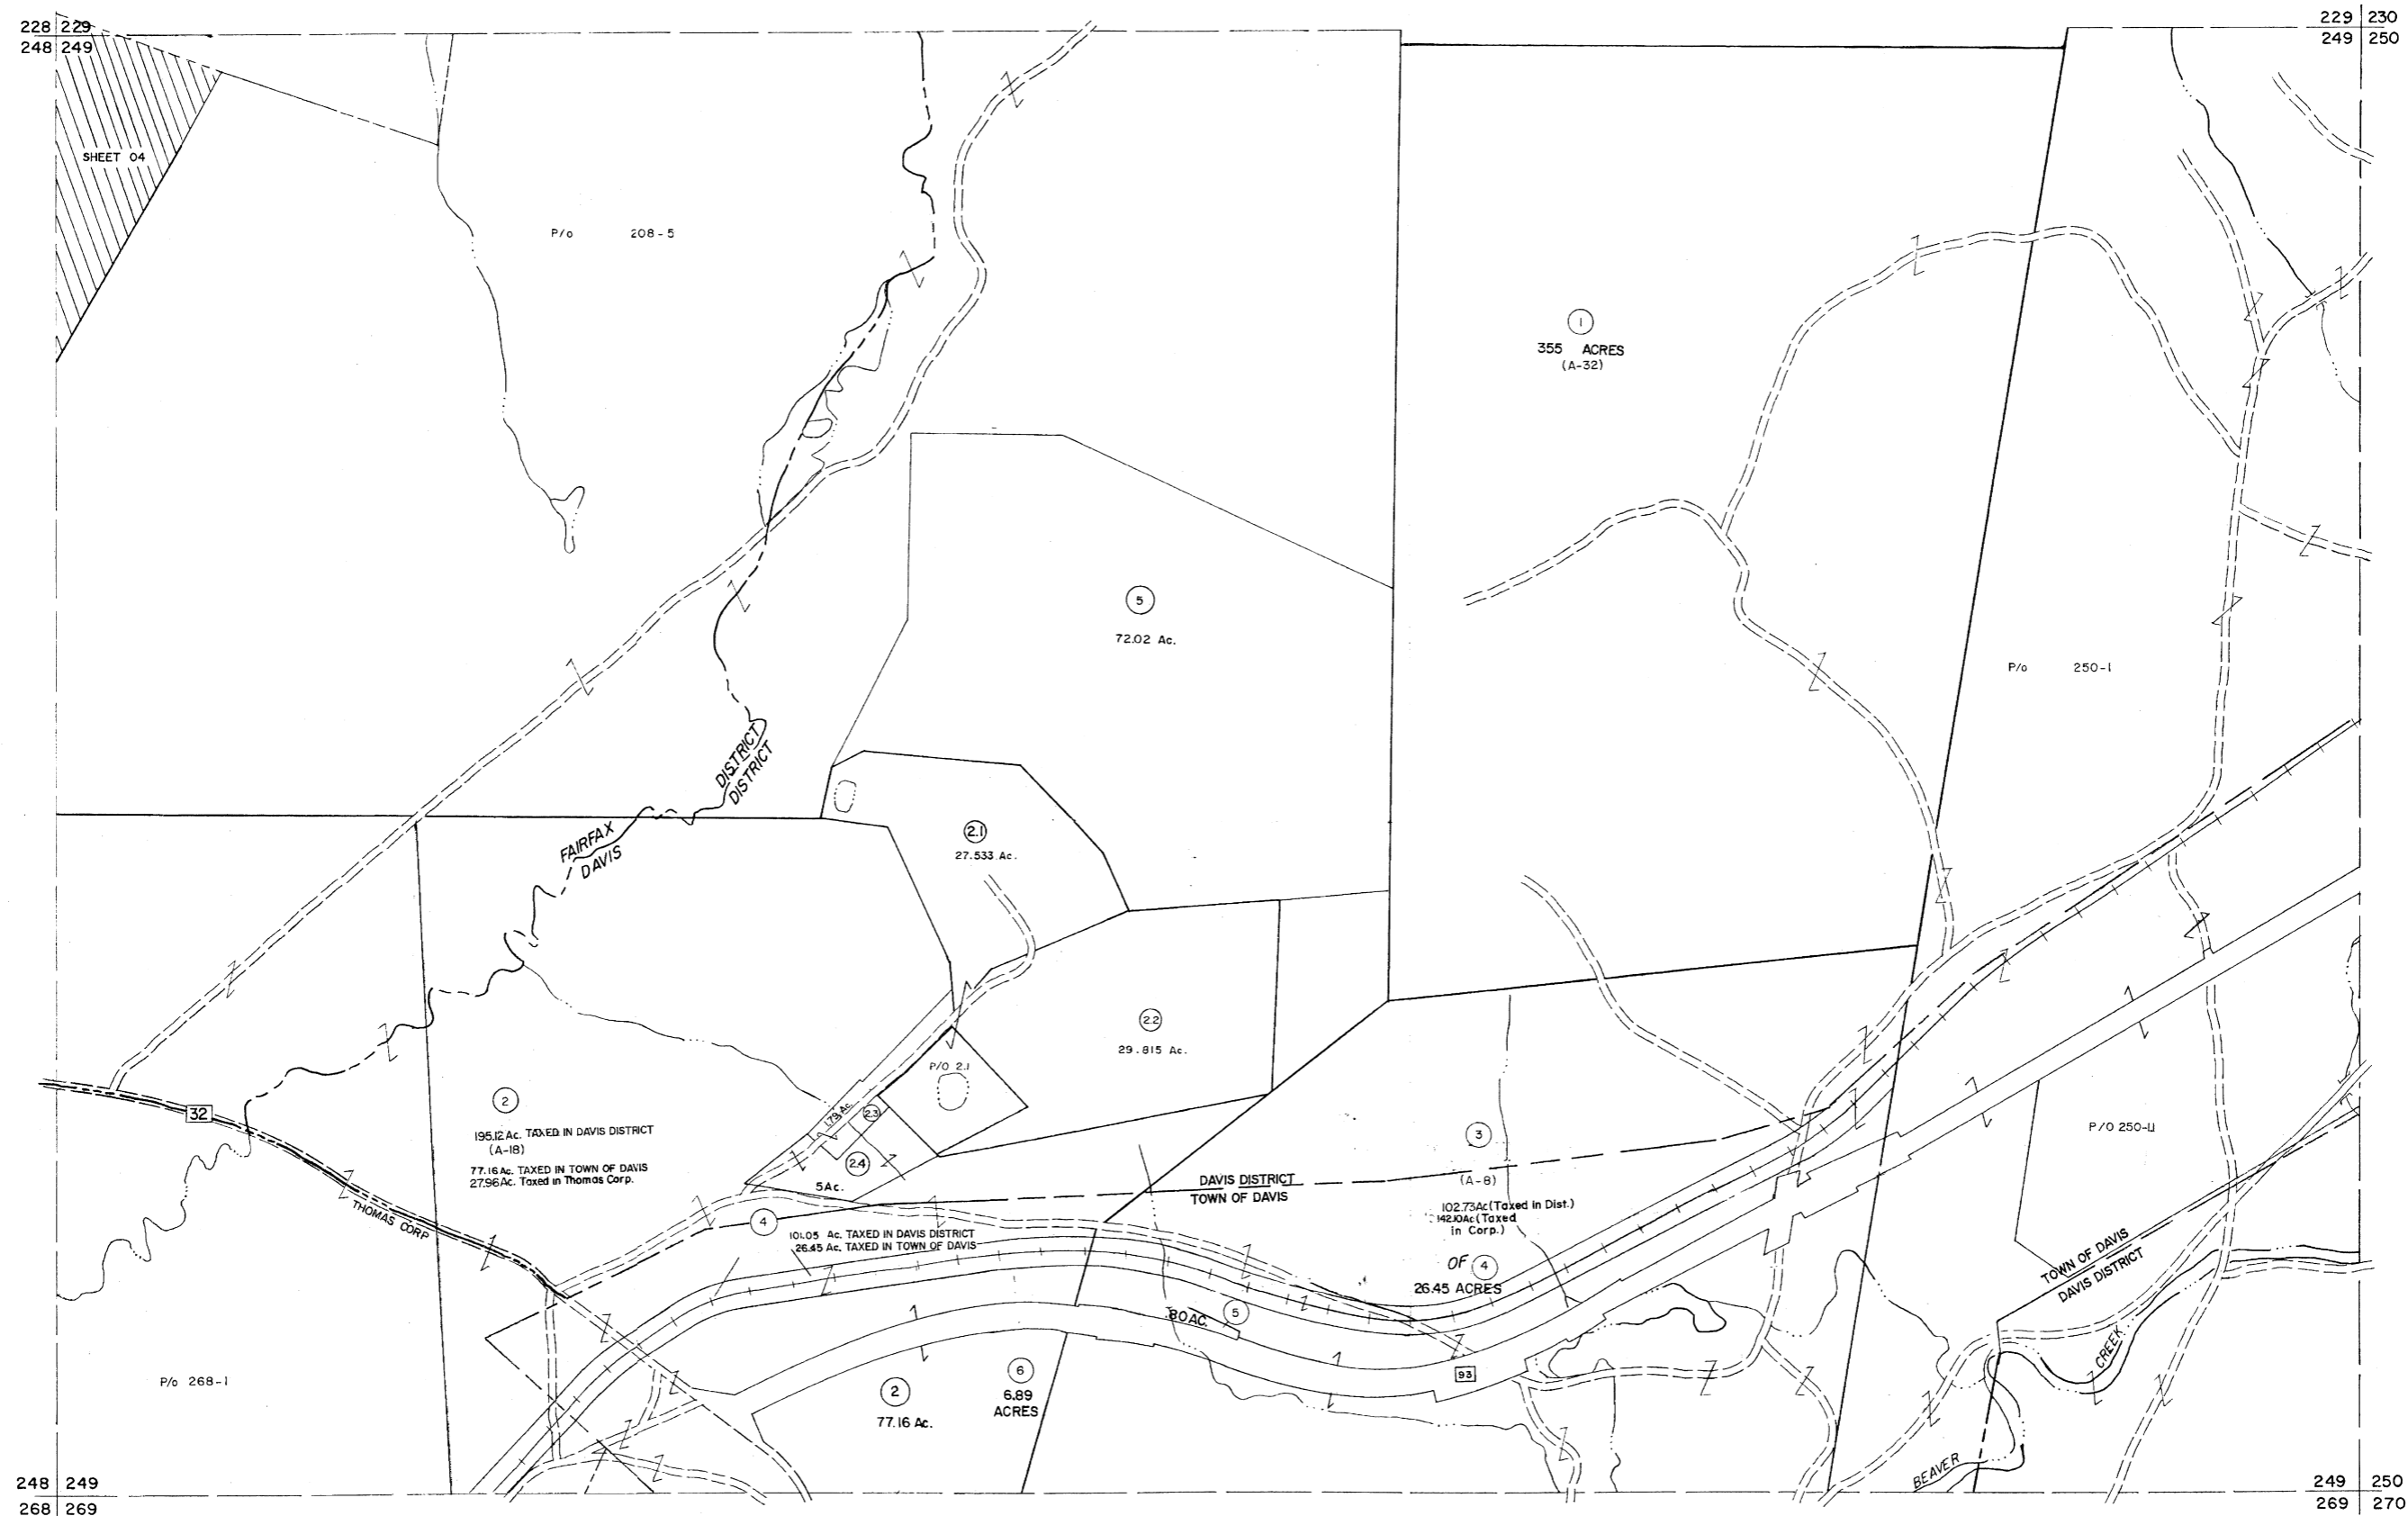 228 229
248 249
229 230
249 250
SHEET 04
P/o 208-5
1
355 ACRES
(A-32)
5
72.02 Ac.
P/o 250-1
DISTRICT
DISTRICT
FAIRFAX
DAVIS
2.1
27.533 Ac.
2.2
29.815 Ac.
P/O 2.1
32
2
195.12 Ac. TAXED IN DAVIS DISTRICT
(A-18)
77.16 Ac. TAXED IN TOWN OF DAVIS
27.96 Ac. Taxed in Thomas Corp.
1.79 Ac.
2.3
2.4
5 Ac.
THOMAS CORP
DAVIS DISTRICT
TOWN OF DAVIS
3
(A-8)
102.73Ac (Taxed in Dist.)
142.10Ac (Taxed
in Corp.)
P/O 250-11
4
101.05 Ac. TAXED IN DAVIS DISTRICT
26.45 Ac. TAXED IN TOWN OF DAVIS
OF 4
26.45 ACRES
TOWN OF DAVIS
DAVIS DISTRICT
.80 AC.
5
93
CREEK
BEAVER
P/o 268-1
2
77.16 Ac.
6
6.89
ACRES
248 249
268 269
249 250
269 270